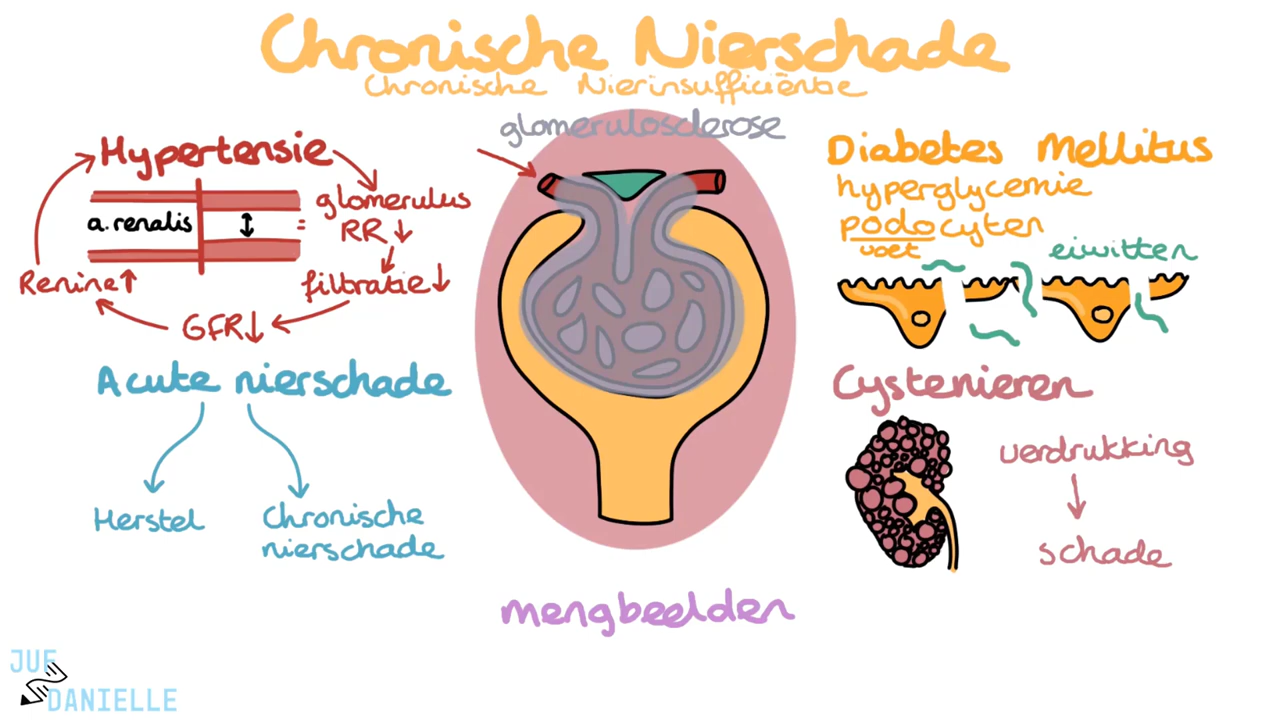 Chronische Nierschade
Chronische Nierinsufficiëntie
glomerulosclerose
Hypertensie
a. renalis
=
glomerulus
RR ↓
filtratie↓
GFR↓
Renine↑
Acute nierschade
Herstel
Chronische
nierschade
Diabetes Mellitus
hyperglycemie
podocyten
voet
eiwitten
Cystenieren
verdrukking
schade
mengbeelden
JUF
DANIELLE